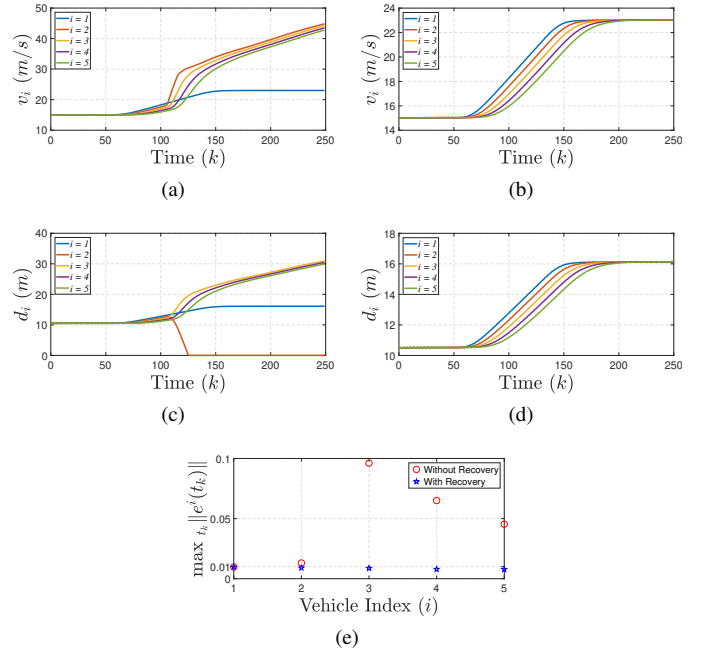 50
40
30
20
10
v_i (m/s)
i = 1
i = 2
i = 3
i = 4
i = 5
0 50 100 150 200 250
Time (k)
(a)
22
20
18
16
14
24
v_i (m/s)
i = 1
i = 2
i = 3
i = 4
i = 5
0 50 100 150 200 250
Time (k)
(b)
40
30
20
10
0
d_i (m)
i = 1
i = 2
i = 3
i = 4
i = 5
0 50 100 150 200 250
Time (k)
(c)
18
16
14
12
10
d_i (m)
i = 1
i = 2
i = 3
i = 4
i = 5
0 50 100 150 200 250
Time (k)
(d)
0.1
0.05
0.01
0
max_{t_k} ||e^i(t_k)||
Without Recovery
With Recovery
1 2 3 4 5
Vehicle Index (i)
(e)